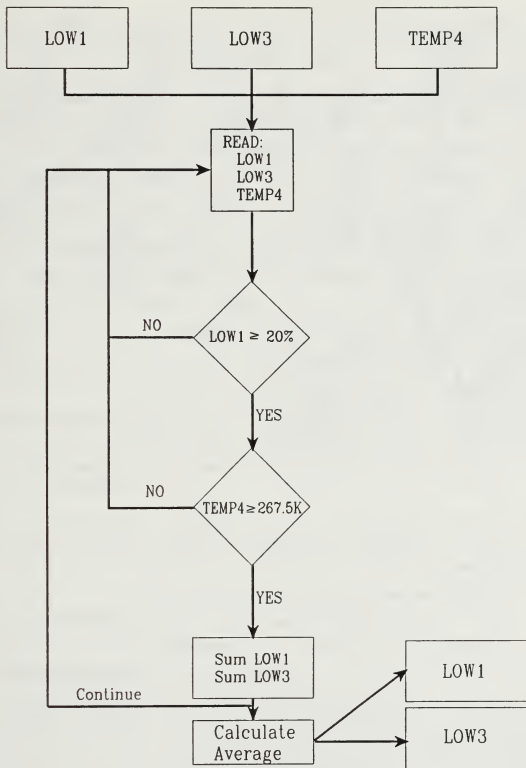 LOW1
LOW3
TEMP4
READ:
LOW1
LOW3
TEMP4
LOW1 ≥ 20%
NO
YES
TEMP4≥267.5K
NO
YES
Sum LOW1
Sum LOW3
Continue
Calculate
Average
LOW1
LOW3